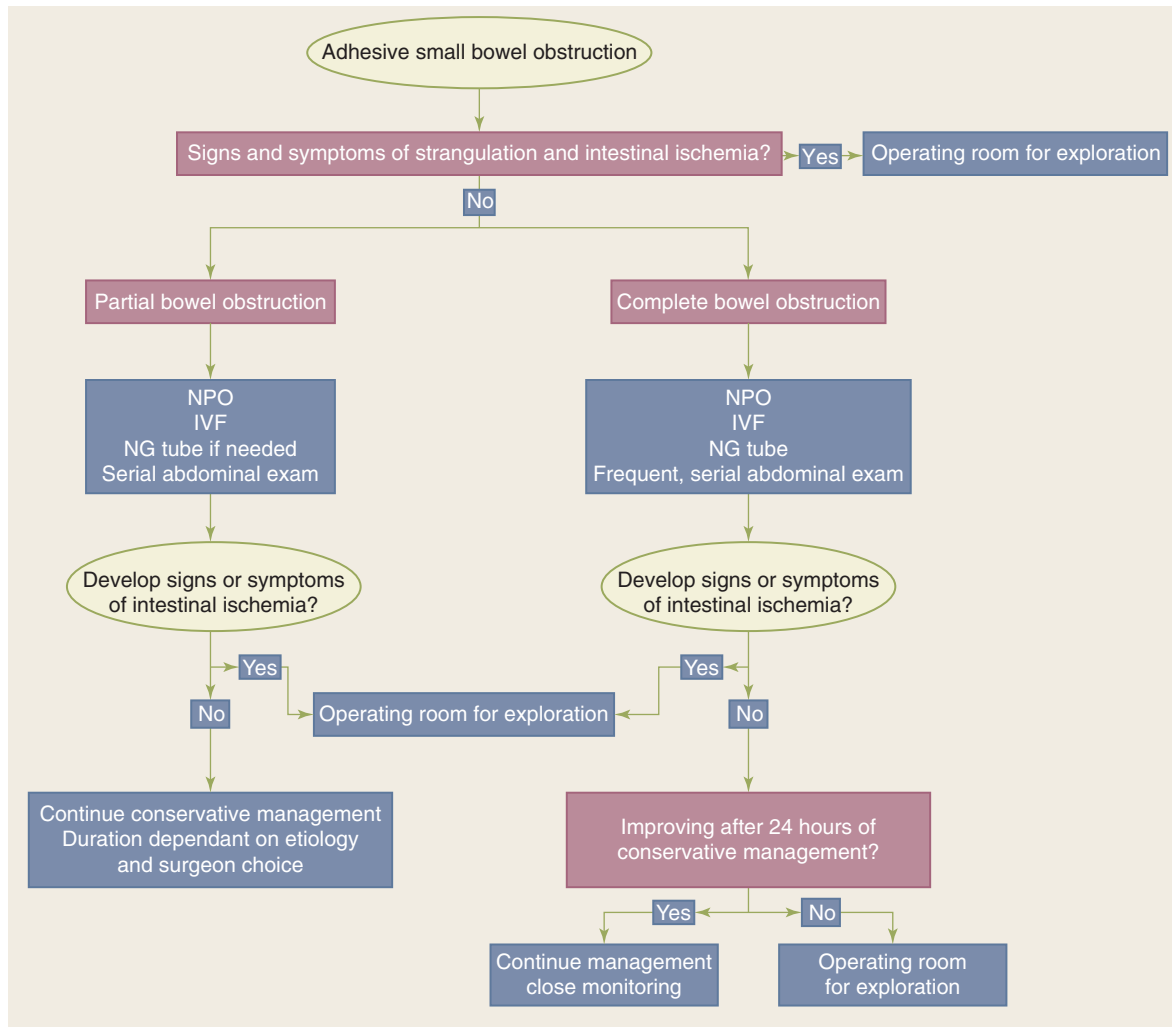 Adhesive small bowel obstruction
Signs and symptoms of strangulation and intestinal ischemia?
Yes
Operating room for exploration
No
Partial bowel obstruction
Complete bowel obstruction
NPO
IVF
NG tube if needed
Serial abdominal exam
NPO
IVF
NG tube
Frequent, serial abdominal exam
Develop signs or symptoms
of intestinal ischemia?
Develop signs or symptoms
of intestinal ischemia?
Yes
Yes
No
Operating room for exploration
No
Continue conservative management
Duration dependant on etiology
and surgeon choice
Improving after 24 hours of
conservative management?
Yes
No
Continue management
close monitoring
Operating room
for exploration